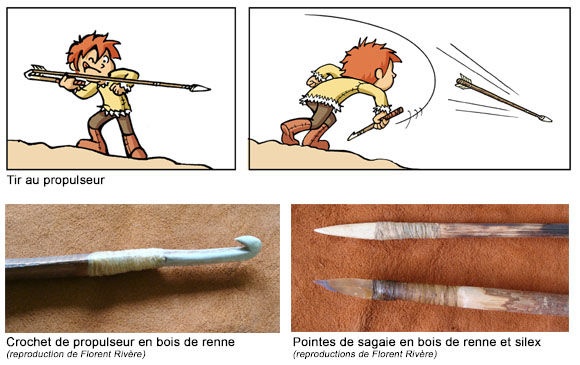 Tir au propulseur
Crochet de propulseur en bois de renne
(reproduction de Florent Rivère)
Pointes de sagaie en bois de renne et silex
(reproductions de Florent Rivère)